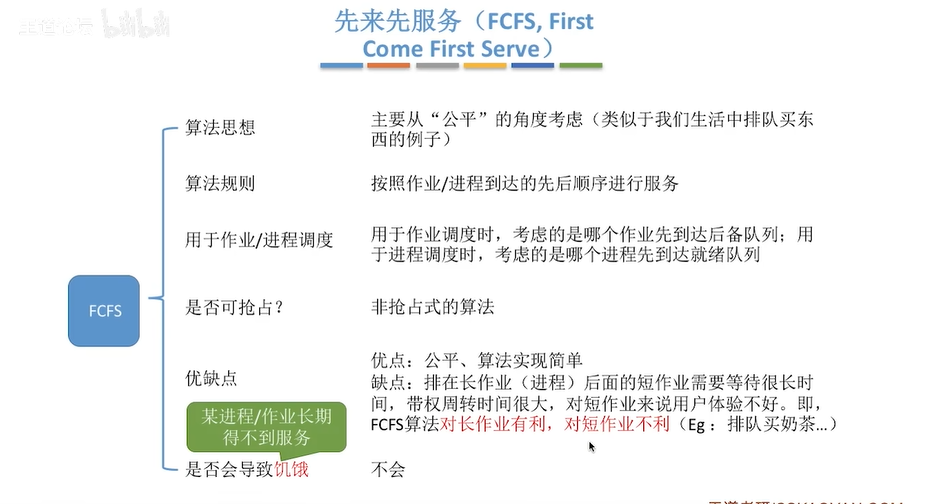 先来先服务（FCFS, First
Come First Serve）
算法思想
主要从“公平”的角度考虑（类似于我们生活中排队买东
西的例子）
算法规则
按照作业/进程到达的先后顺序进行服务
用于作业/进程调度
用于作业调度时，考虑的是哪个作业先到达后备队列；用
于进程调度时，考虑的是哪个进程先到达就绪队列
FCFS
是否可抢占？
非抢占式的算法
优缺点
优点：公平、算法实现简单
缺点：排在长作业（进程）后面的短作业需要等待很长时
间，带权周转时间很大，对短作业来说用户体验不好。即，
FCFS算法对长作业有利，对短作业不利（Eg：排队买奶茶...）
某进程/作业长期
得不到服务
是否会导致饥饿
不会